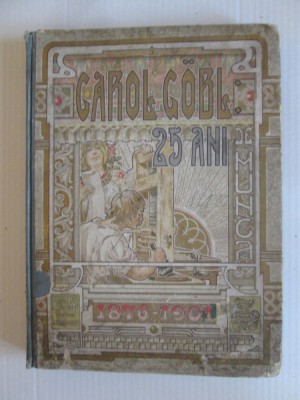 CAROL GÖBL
25 ANI
DE
MUNCĂ
1876-1901